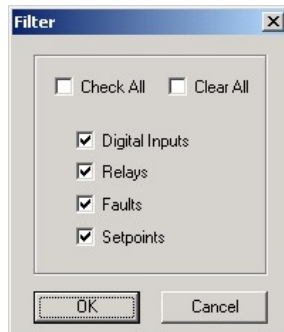 Filter
Check All Clear All
Digital Inputs
Relays
Faults
Setpoints
OK Cancel